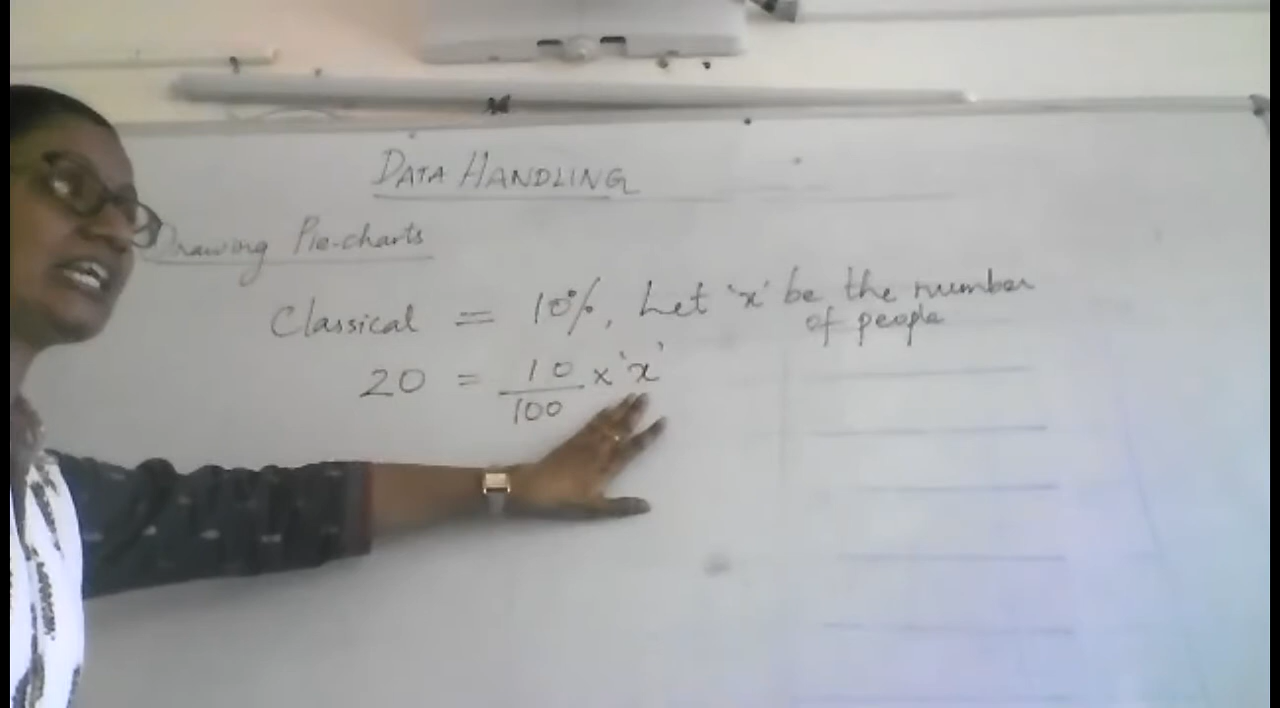 DATA HANDLING
Drawing Pie-charts
Classical = 10%, Let 'x' be the number
of people
20 = 10/100 x 'x'